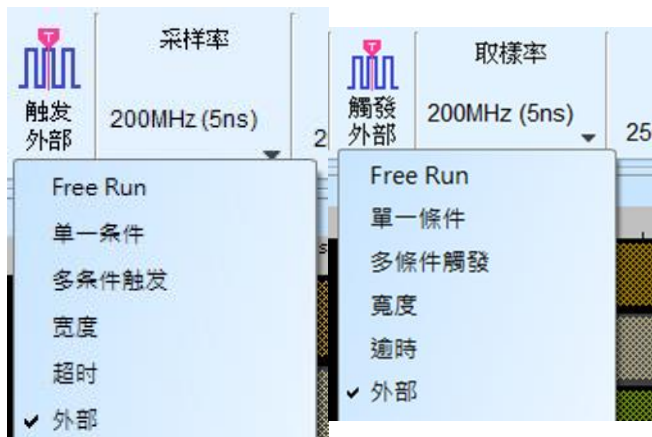 采样率
触发
外部
200MHz (5ns)
2
Free Run
单一条件
多条件触发
宽度
超时
外部
取樣率
觸發
外部
200MHz (5ns)
25
Free Run
單一條件
多條件觸發
寬度
逾時
外部